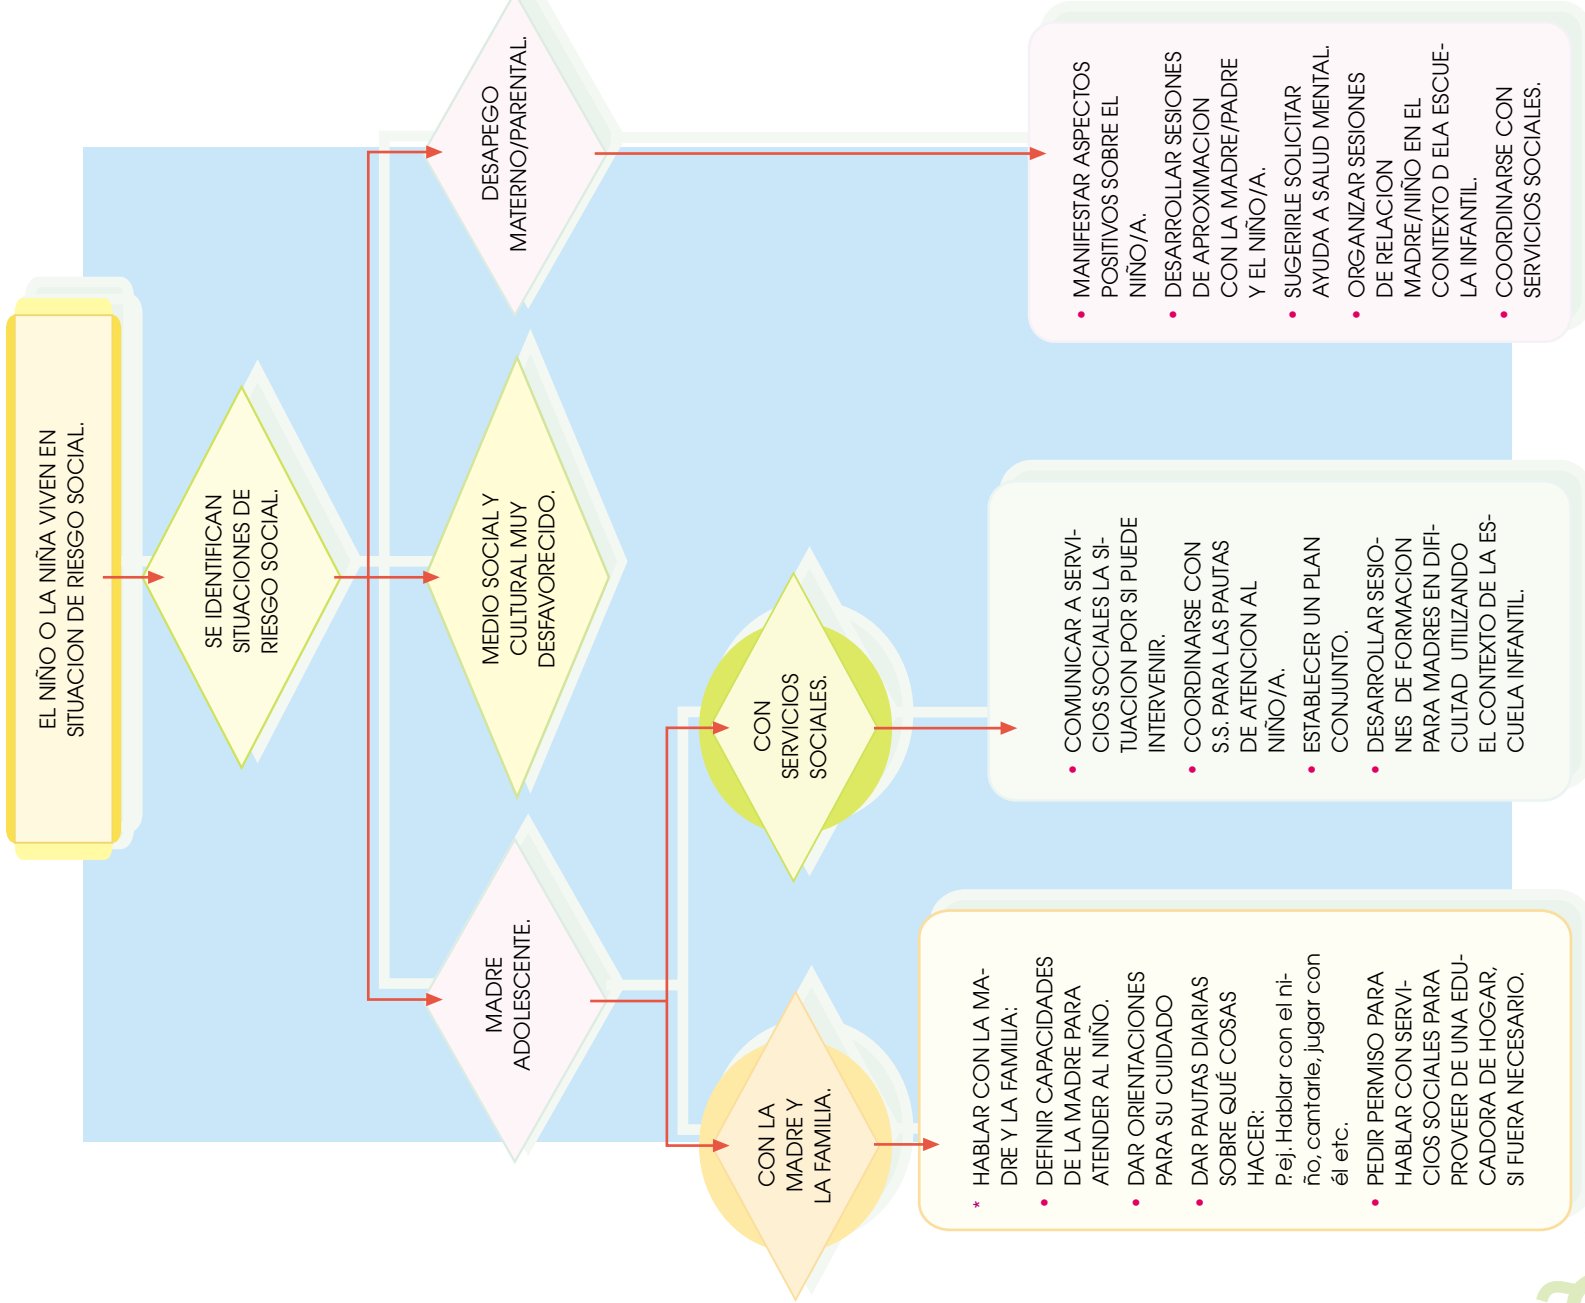 EL NIÑO O LA NIÑA VIVEN EN
SITUACION DE RIESGO SOCIAL.
SE IDENTIFICAN
SITUACIONES DE
RIESGO SOCIAL.
MADRE
ADOLESCENTE.
MEDIO SOCIAL Y
CULTURAL MUY
DESFAVORECIDO.
DESAPEGO
MATERNO/PARENTAL.
CON LA
MADRE Y
LA FAMILIA.
CON
SERVICIOS
SOCIALES.
* HABLAR CON LA MA-
DRE Y LA FAMILIA:
• DEFINIR CAPACIDADES
DE LA MADRE PARA
ATENDER AL NIÑO.
• DAR ORIENTACIONES
PARA SU CUIDADO
• DAR PAUTAS DIARIAS
SOBRE QUÉ COSAS
HACER:
P.ej. Hablar con el ni-
ño, cantarle, jugar con
él etc.
• PEDIR PERMISO PARA
HABLAR CON SERVI-
CIOS SOCIALES PARA
PROVEER DE UNA EDU-
CADORA DE HOGAR,
SI FUERA NECESARIO.
• COMUNICAR A SERVI-
CIOS SOCIALES LA SI-
TUACION POR SI PUEDE
INTERVENIR.
• COORDINARSE CON
S.S. PARA LAS PAUTAS
DE ATENCION AL
NIÑO/A.
• ESTABLECER UN PLAN
CONJUNTO.
• DESARROLLAR SESIO-
NES DE FORMACION
PARA MADRES EN DIFI-
CULTAD UTILIZANDO
EL CONTEXTO DE LA ES-
CUELA INFANTIL.
• MANIFESTAR ASPECTOS
POSITIVOS SOBRE EL
NIÑO/A.
• DESARROLLAR SESIONES
DE APROXIMACION
CON LA MADRE/PADRE
Y EL NIÑO/A.
• SUGERIRLE SOLICITAR
AYUDA A SALUD MENTAL.
• ORGANIZAR SESIONES
DE RELACION
MADRE/NIÑO EN EL
CONTEXTO D ELA ESCUE-
LA INFANTIL.
• COORDINARSE CON
SERVICIOS SOCIALES.